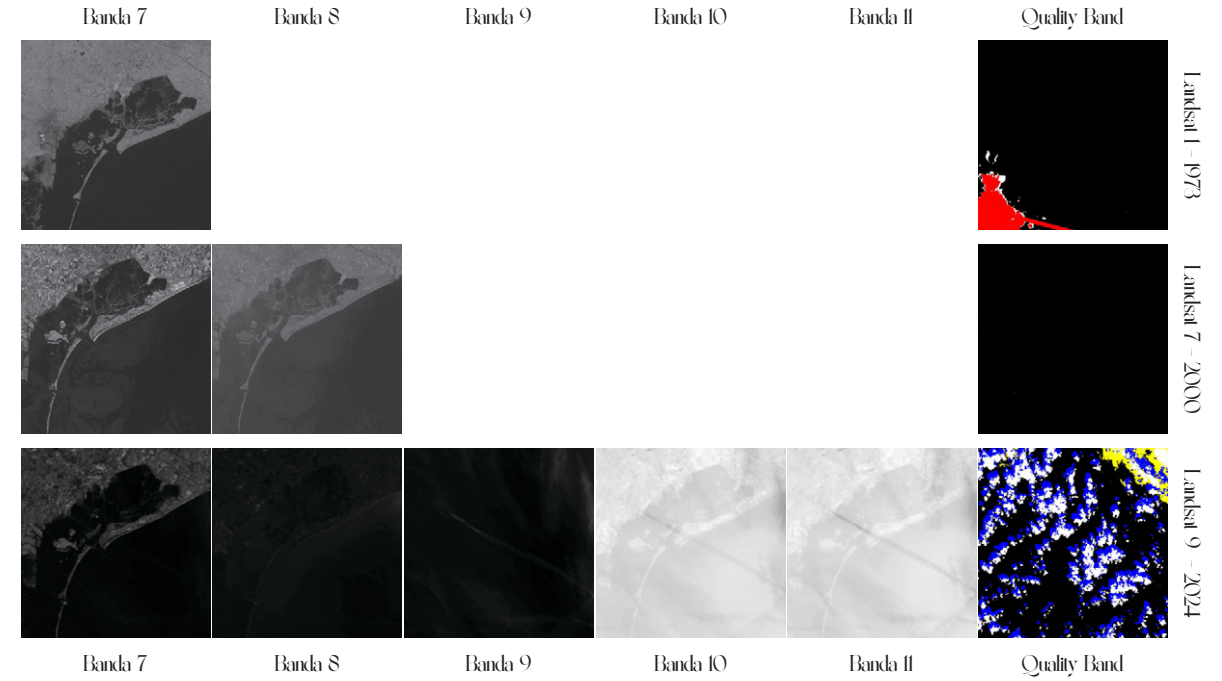 Banda 7 Banda 8 Banda 9 Banda 10 Banda 11 Quality Band
Landsat 1 - 1973
Landsat 7 - 2000
Landsat 9 - 2024
Banda 7 Banda 8 Banda 9 Banda 10 Banda 11 Quality Band